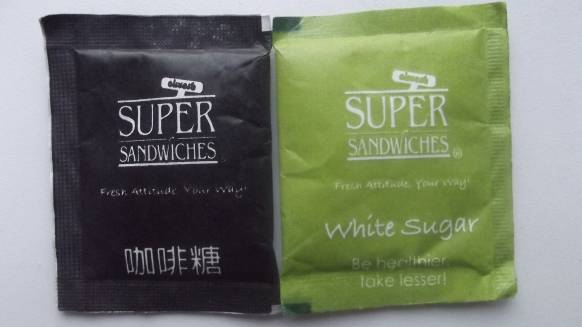 SUPER
SANDWICHES
Fresh Attitude, Your Way!
咖啡糖
SUPER
SANDWICHES®
Fresh Attitude, Your Way!
White Sugar
Be healthier,
take lesser!